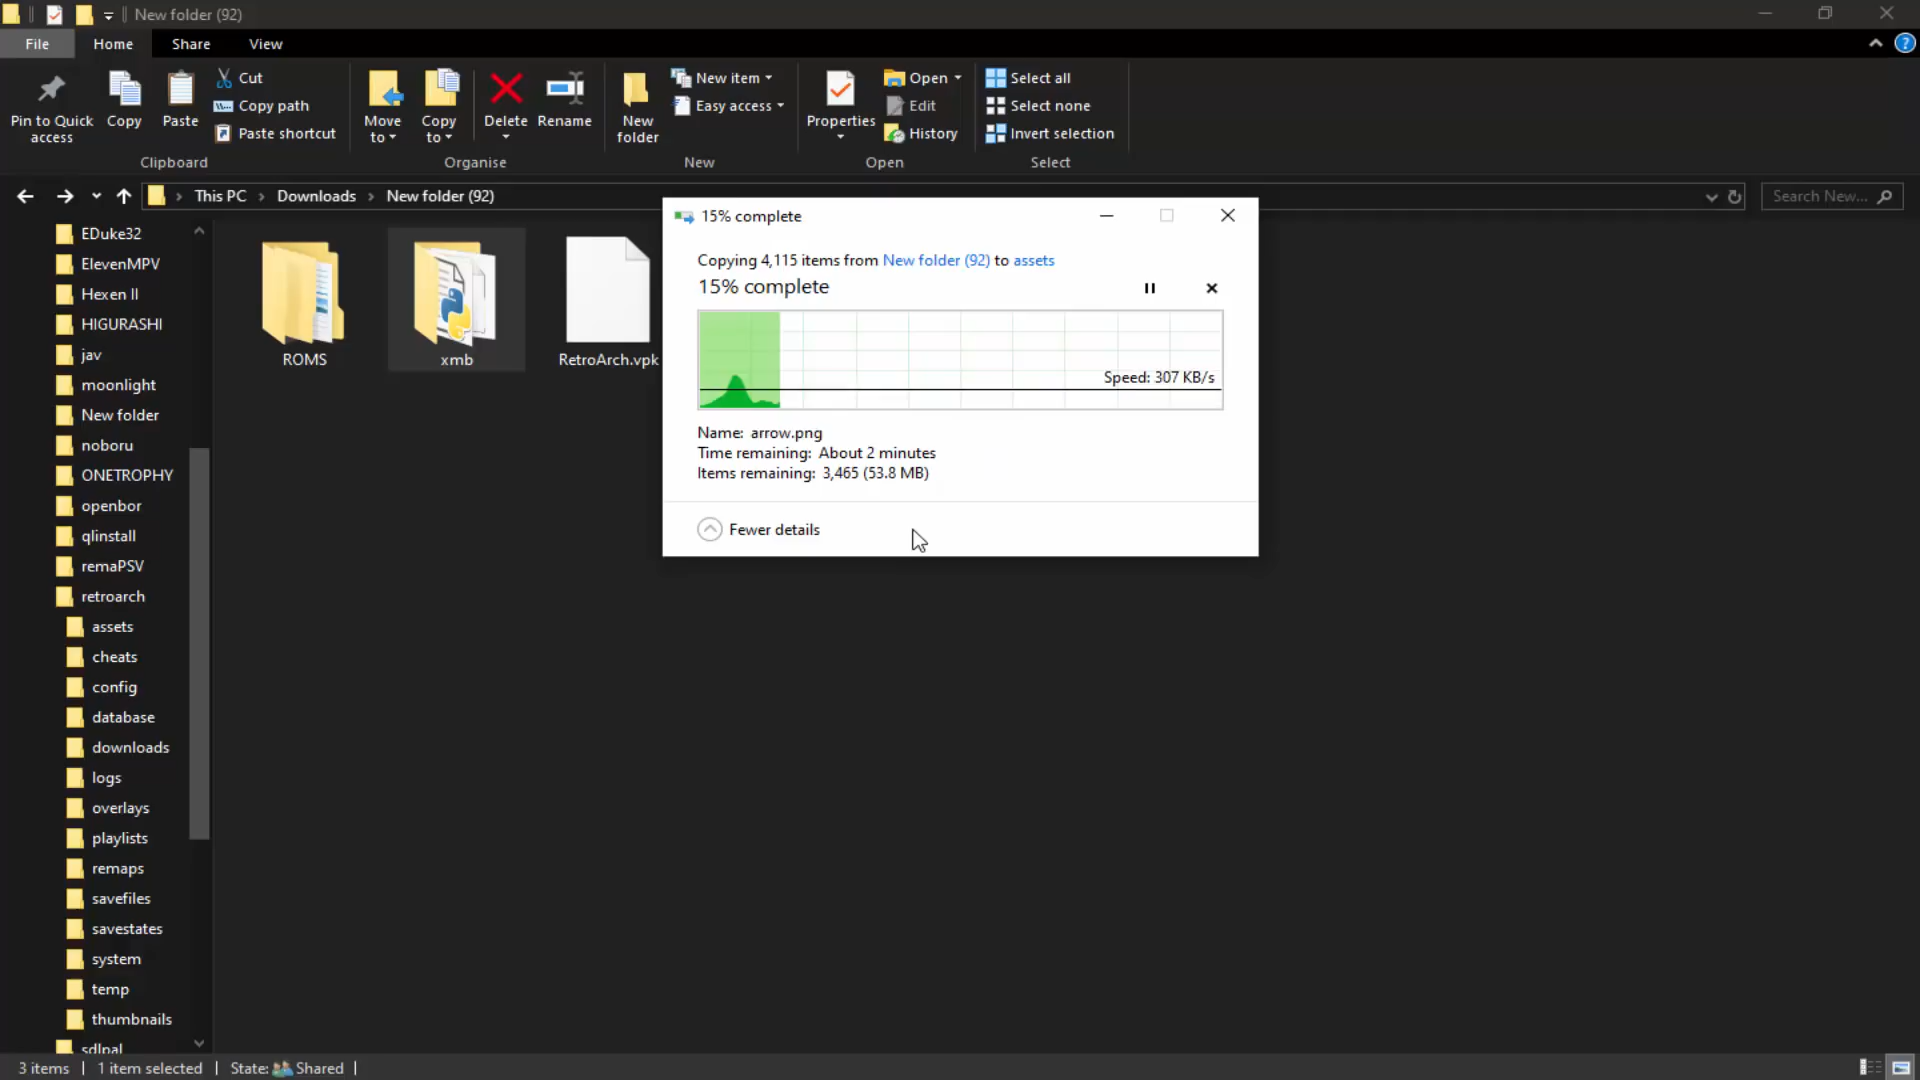 New folder (92)
File Home Share View
Pin to Quick access
Copy
Paste
Cut
Copy path
Paste shortcut
Clipboard
Move to
Copy to
Delete
Rename
Organise
New folder
New item
Easy access
New
Properties
Open
Edit
History
Open
Select all
Select none
Invert selection
Select
This PC > Downloads > New folder (92)
Search New...
EDuke32
ElevenMPV
Hexen II
HIGURASHI
jav
moonlight
New folder
noboru
ONETROPHY
openbor
qlinstall
remaPSV
retroarch
assets
cheats
config
database
downloads
logs
overlays
playlists
remaps
savefiles
savestates
system
temp
thumbnails
sdlpal
ROMS
xmb
RetroArch.vpk
15% complete
Copying 4,115 items from New folder (92) to assets
15% complete
Speed: 307 KB/s
Name: arrow.png
Time remaining: About 2 minutes
Items remaining: 3,465 (53.8 MB)
Fewer details
3 items | 1 item selected | State: Shared |